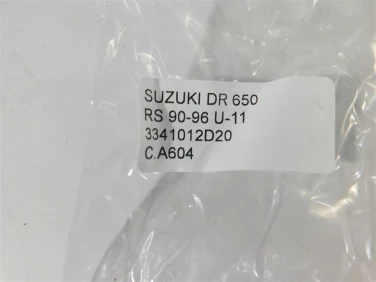 SUZUKI DR 650
RS 90-96 U-11
3341012D20
C.A604